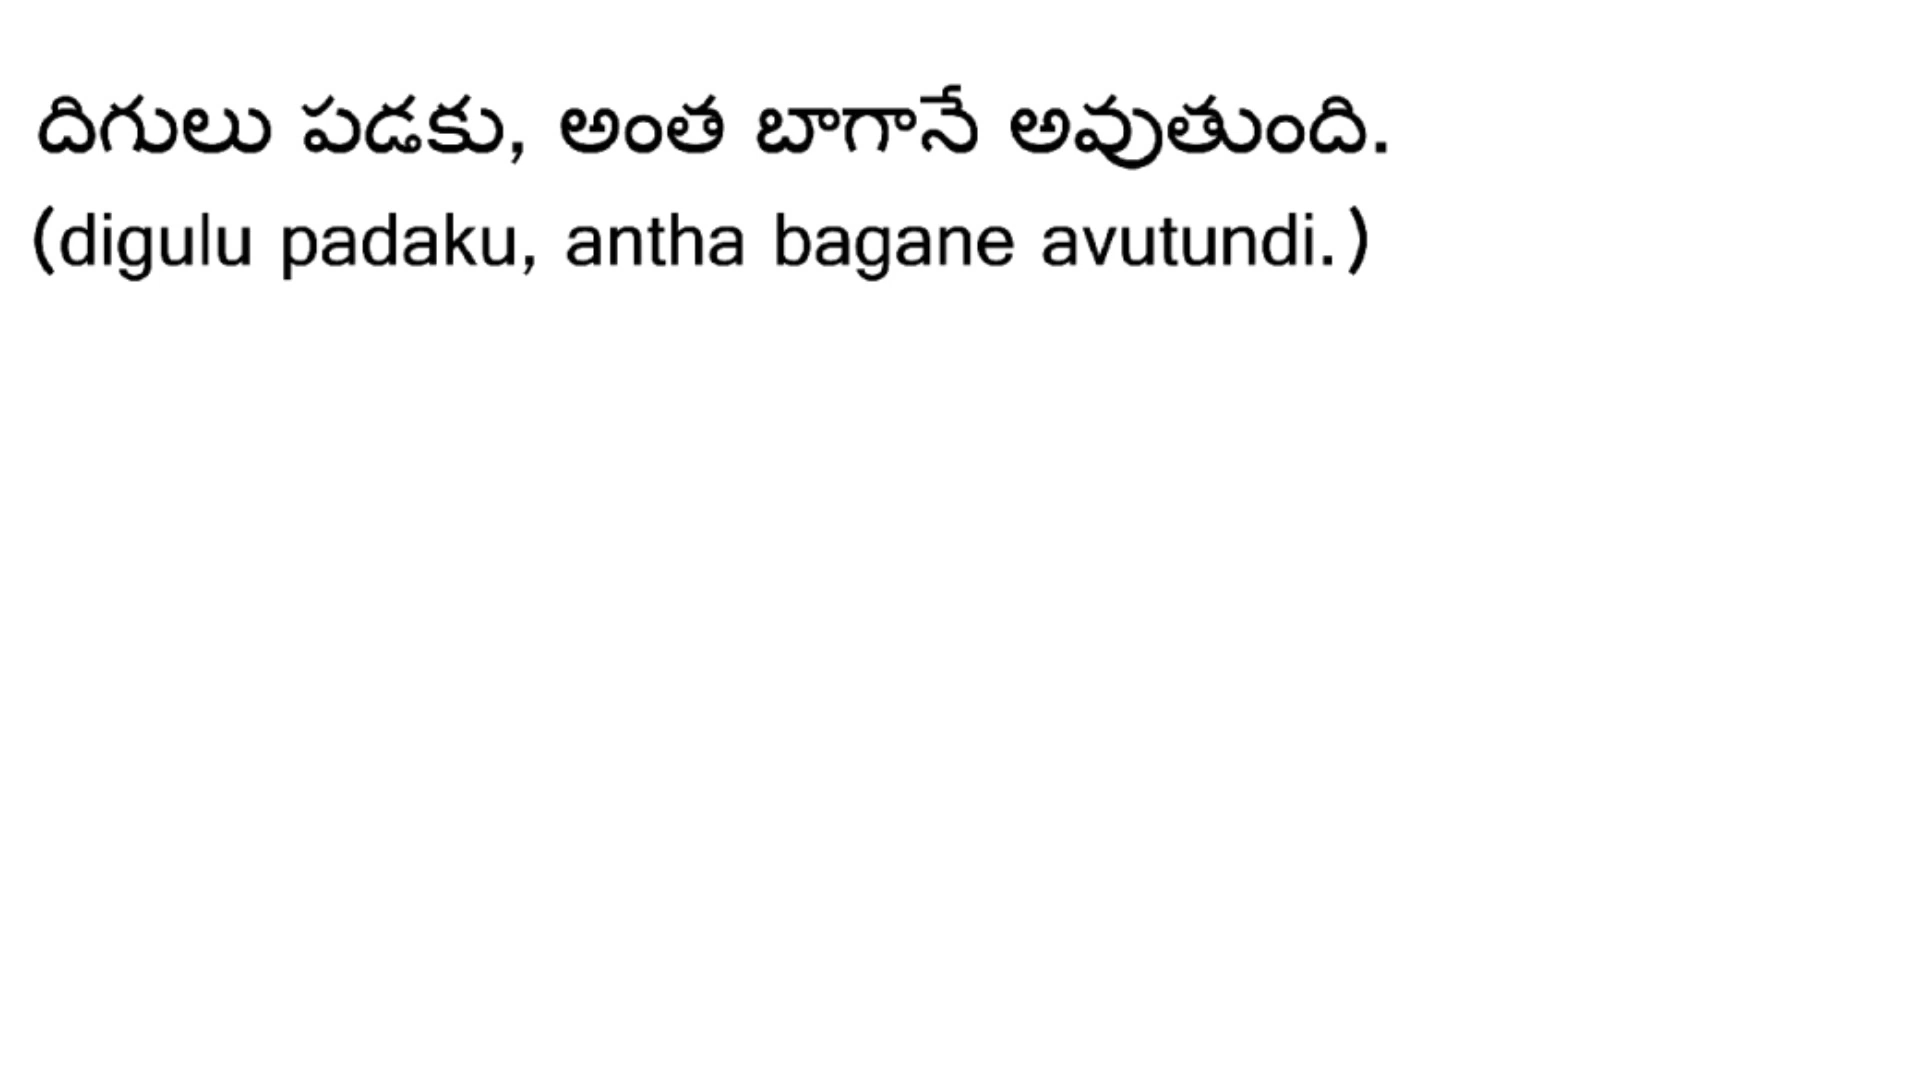 దిగులు పడకు, అంత బాగానే అవుతుంది.
(digulu padaku, antha bagane avutundi.)